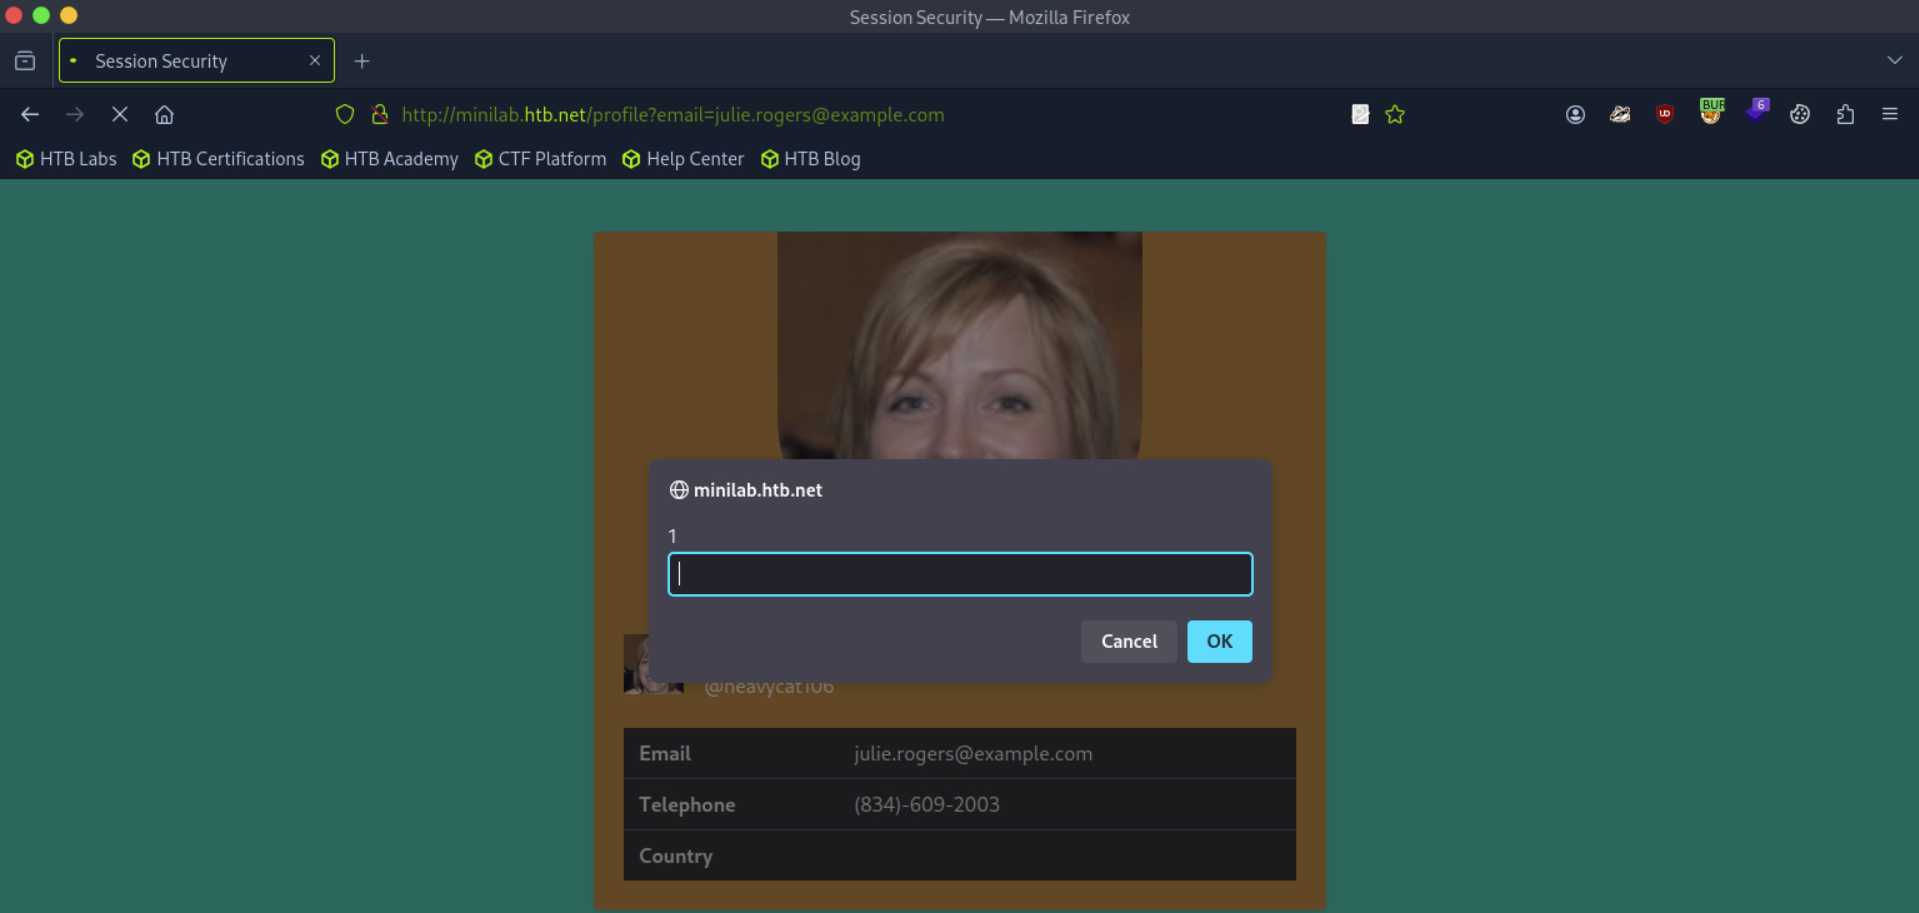 Session Security — Mozilla Firefox
Session Security
http://minilab.htb.net/profile?email=julie.rogers@example.com
BUR
6
HTB Labs HTB Certifications HTB Academy CTF Platform Help Center HTB Blog
minilab.htb.net
1
Cancel OK
@heavycat106
Email julie.rogers@example.com
Telephone (834)-609-2003
Country